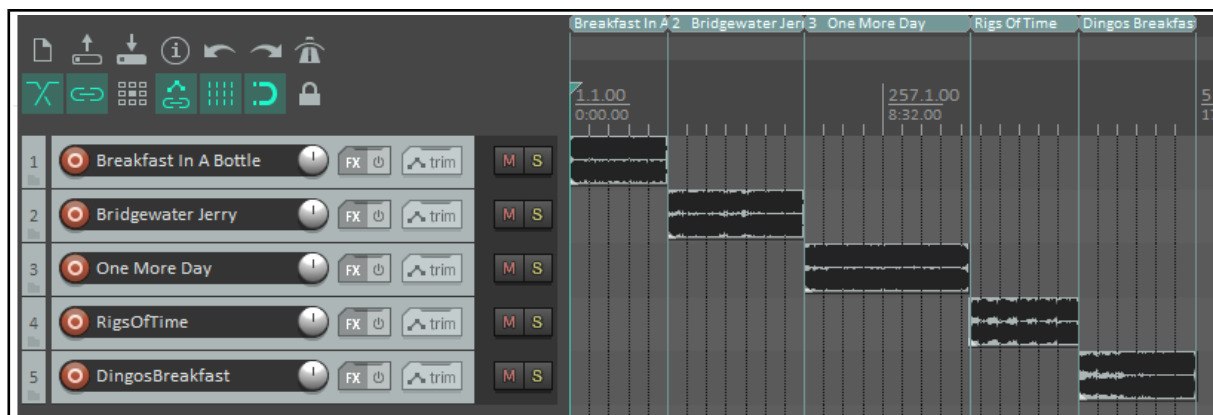 Breakfast In A 2 Bridgewater Jerr 3 One More Day Rigs Of Time Dingos Breakfast
1.1.00 257.1.00 5
0:00.00 8:32.00 17
1 Breakfast In A Bottle FX trim M S
2 Bridgewater Jerry FX trim M S
3 One More Day FX trim M S
4 RigsOfTime FX trim M S
5 DingosBreakfast FX trim M S